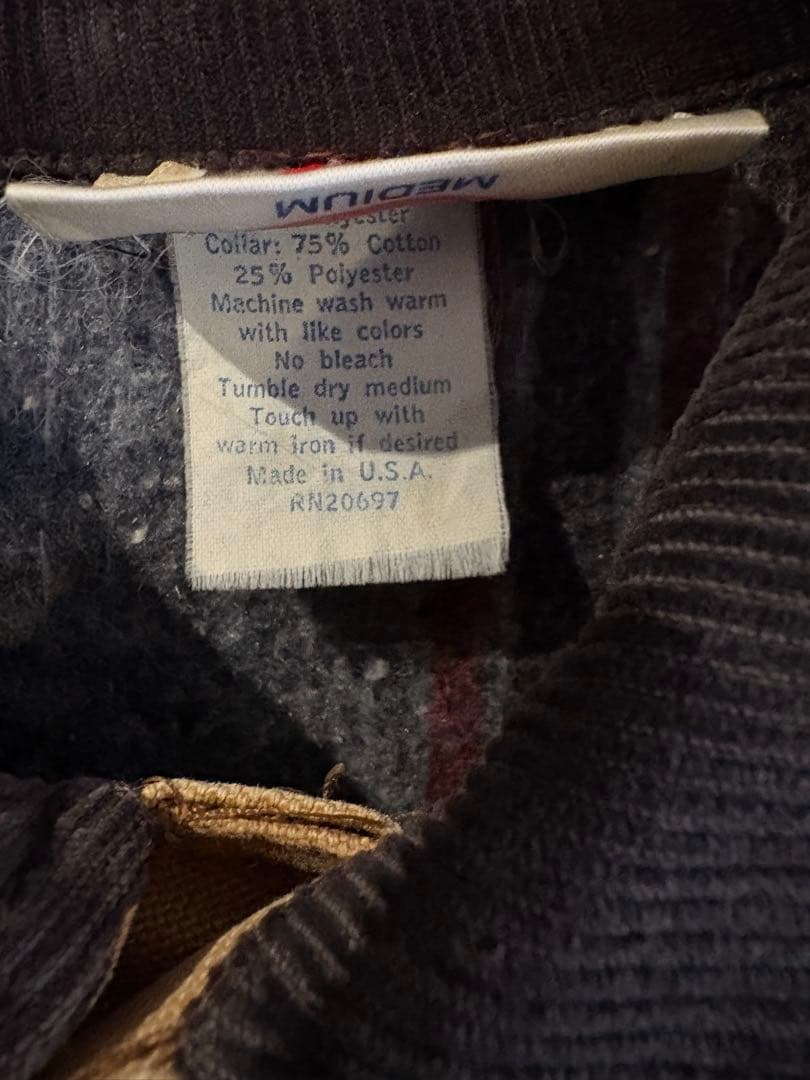 MEDIUM
Collar: 75% Cotton
25% Polyester
Machine wash warm
with like colors
No bleach
Tumble dry medium
Touch up with
warm iron if desired
Made in U.S.A.
RN20697